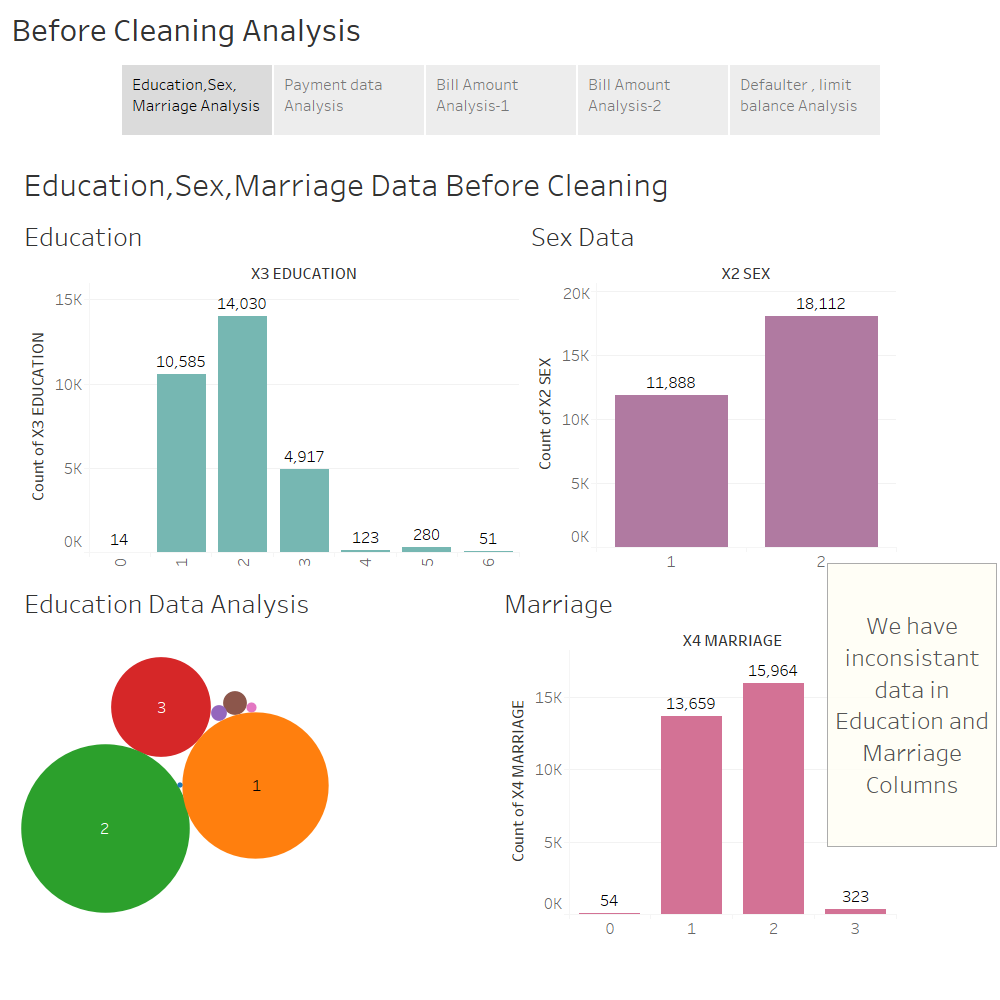 Before Cleaning Analysis
Education,Sex,
Marriage Analysis
Payment data
Analysis
Bill Amount
Analysis-1
Bill Amount
Analysis-2
Defaulter , limit
balance Analysis
Education,Sex,Marriage Data Before Cleaning
Education
X3 EDUCATION
Count of X3 EDUCATION
15K
10K
5K
0K
14
10,585
14,030
4,917
123
280
51
0
1
2
3
4
5
6
Sex Data
X2 SEX
Count of X2 SEX
20K
15K
10K
5K
0K
11,888
18,112
1
2
Education Data Analysis
3
1
2
Marriage
X4 MARRIAGE
Count of X4 MARRIAGE
15K
10K
5K
0K
54
13,659
15,964
323
0
1
2
3
We have
inconsistant
data in
Education and
Marriage
Columns